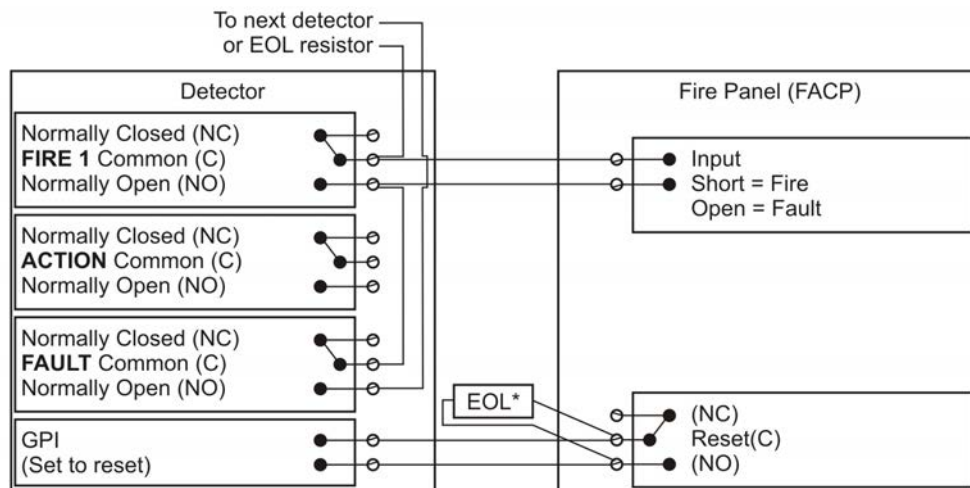 To next detector
or EOL resistor
Detector
Normally Closed (NC)
FIRE 1 Common (C)
Normally Open (NO)
Normally Closed (NC)
ACTION Common (C)
Normally Open (NO)
Normally Closed (NC)
FAULT Common (C)
Normally Open (NO)
GPI
(Set to reset)
EOL*
Fire Panel (FACP)
Input
Short = Fire
Open = Fault
(NC)
Reset(C)
(NO)